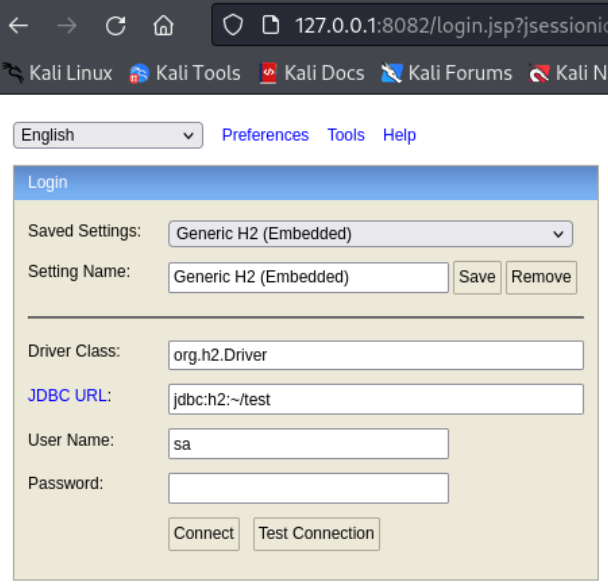 127.0.0.1:8082/login.jsp?jsessionic
Kali Linux Kali Tools Kali Docs Kali Forums Kali N
English Preferences Tools Help
Login
Saved Settings: Generic H2 (Embedded)
Setting Name: Generic H2 (Embedded) Save Remove
Driver Class: org.h2.Driver
JDBC URL: jdbc:h2:~/test
User Name: sa
Password:
Connect Test Connection